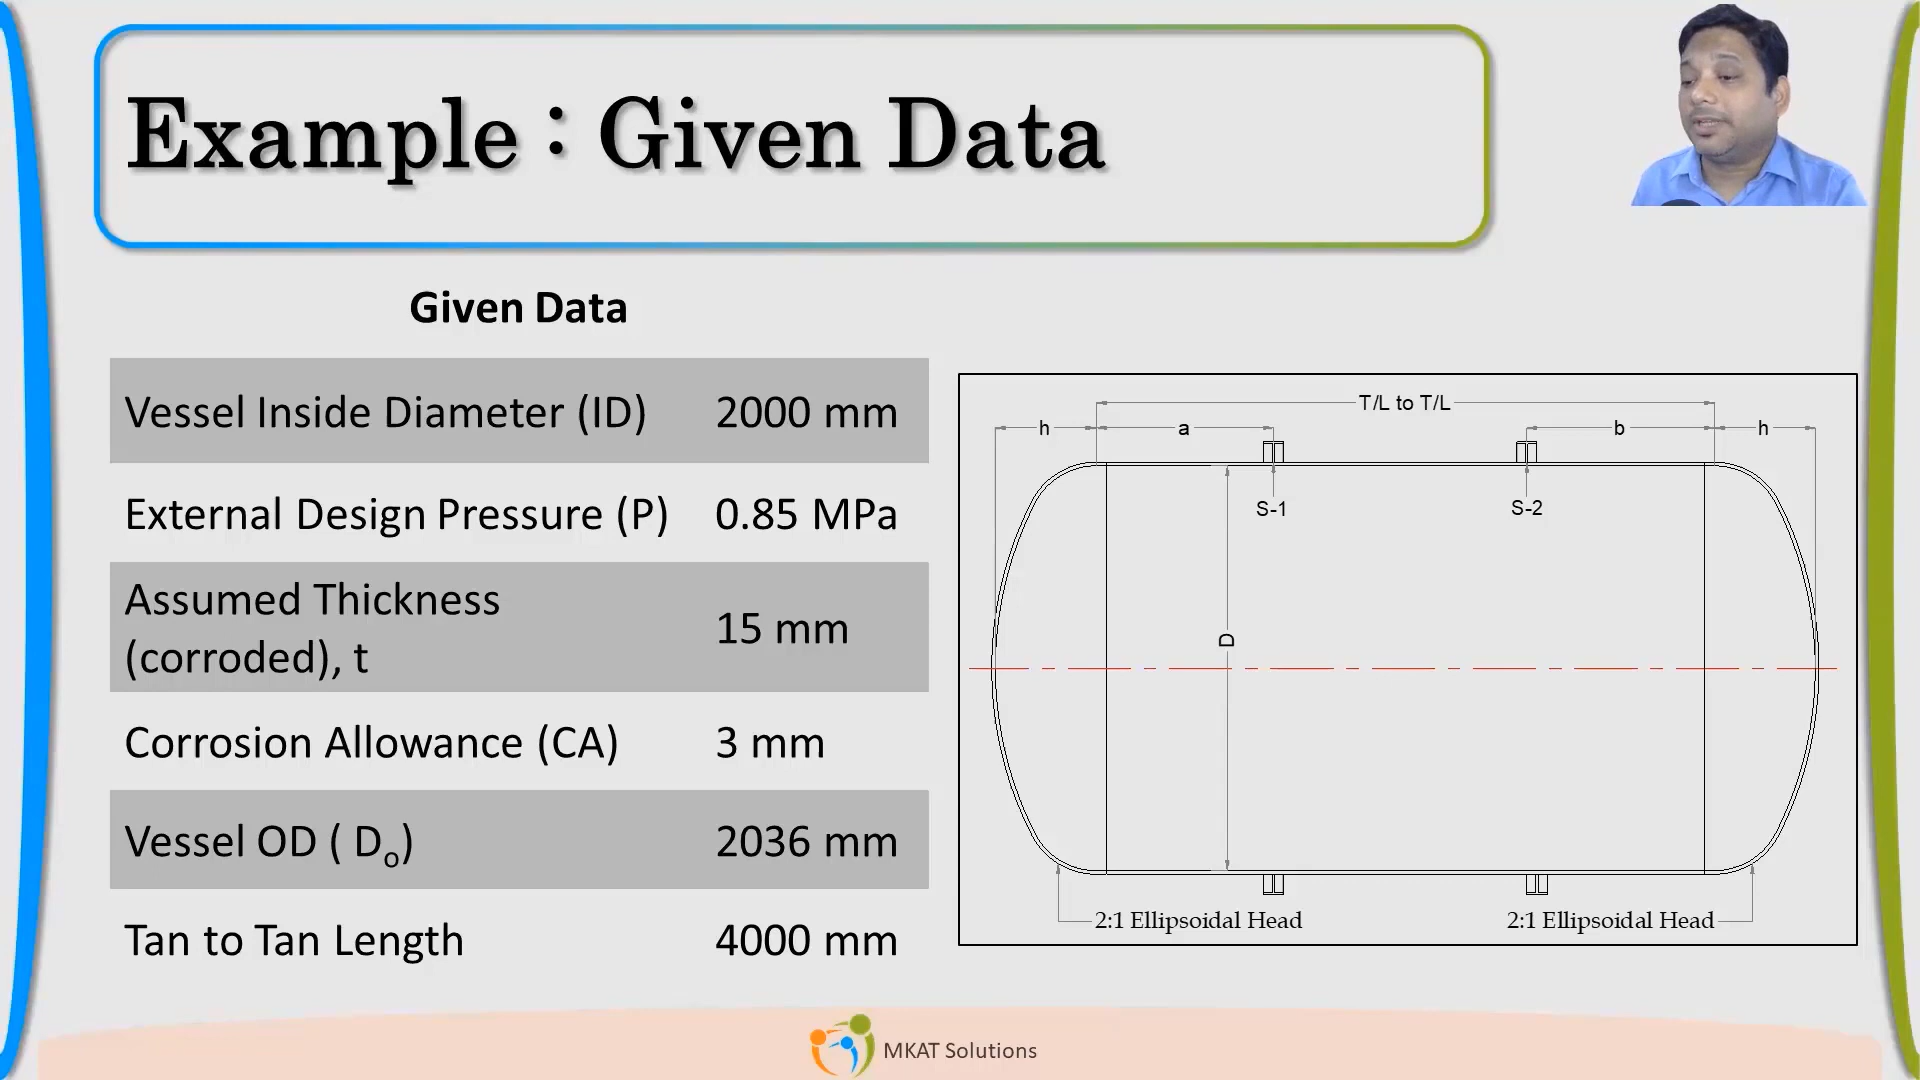 Example : Given Data
Given Data
Vessel Inside Diameter (ID) 2000 mm
External Design Pressure (P) 0.85 MPa
Assumed Thickness
(corroded), t 15 mm
Corrosion Allowance (CA) 3 mm
Vessel OD ( Do) 2036 mm
Tan to Tan Length 4000 mm
T/L to T/L
h a b h
S-1 S-2
D
2:1 Ellipsoidal Head 2:1 Ellipsoidal Head
MKAT Solutions